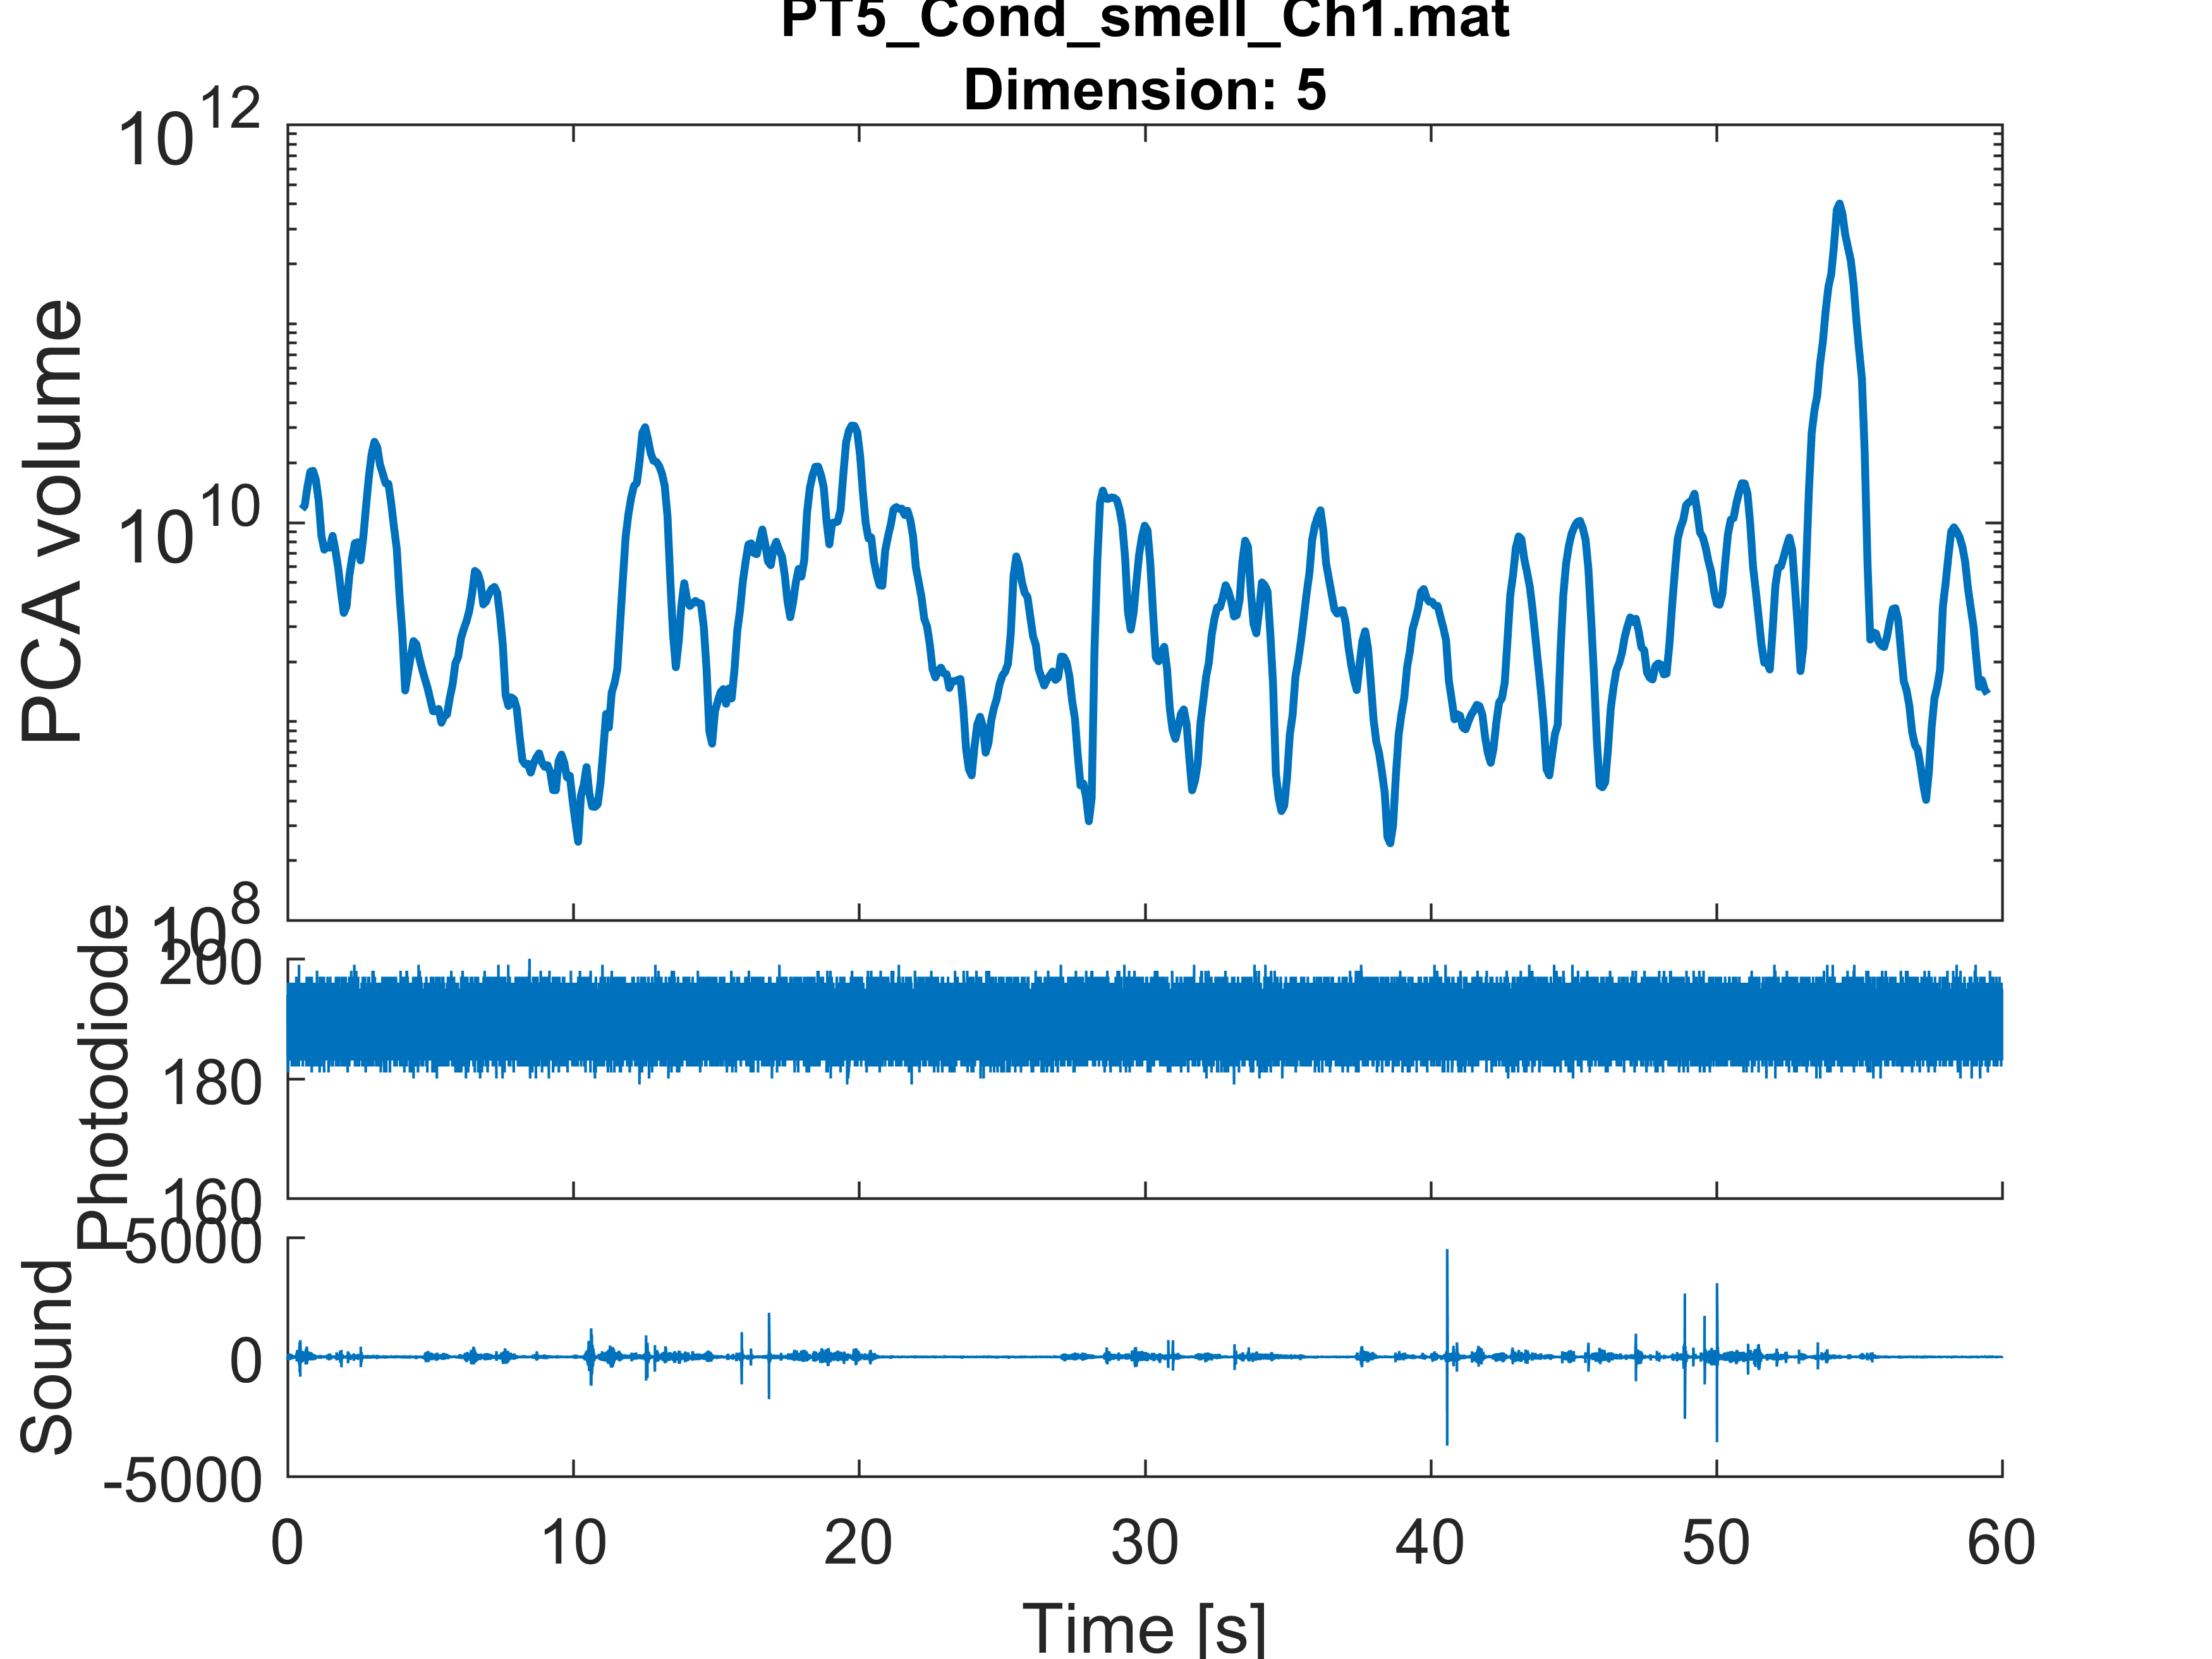 PT5_Cond_smell_Ch1.mat
Dimension: 5
PCA volume
10^12
10^10
10^8
Photodiode
200
180
160
Sound
5000
0
-5000
0 10 20 30 40 50 60
Time [s]